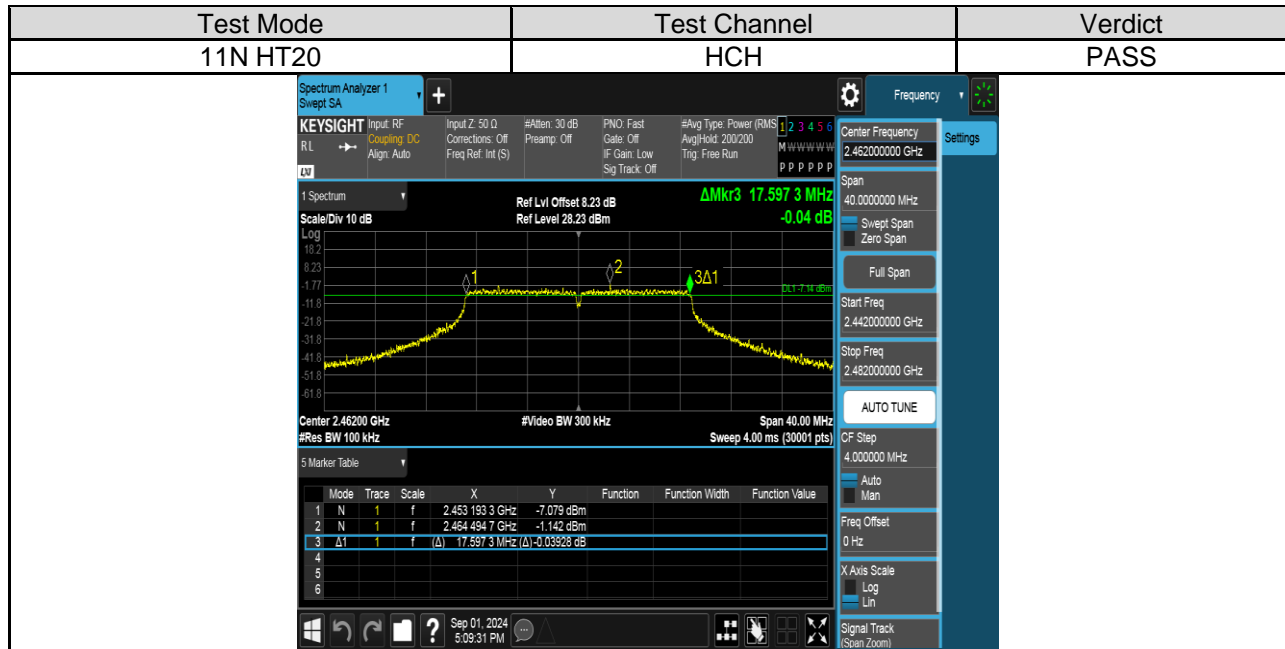 Test Mode Test Channel Verdict
11N HT20 HCH PASS
Spectrum Analyzer 1
Swept SA
+
Frequency
KEYSIGHT
RL
LXI
Input: RF
Coupling: DC
Align: Auto
Input Z: 50 Ω
Corrections: Off
Freq Ref: Int (S)
#Atten: 30 dB
Preamp: Off
PNO: Fast
Gate: Off
IF Gain: Low
Sig Track: Off
#Avg Type: Power (RMS
Avg|Hold: 200/200
Trig: Free Run
1 2 3 4 5 6
M W W W W W
P P P P P P
1 Spectrum
Scale/Div 10 dB
Ref Lvl Offset 8.23 dB
Ref Level 28.23 dBm
ΔMkr3 17.597 3 MHz
-0.04 dB
Log
18.2
8.23
-1.77
-11.8
-21.8
-31.8
-41.8
-51.8
-61.8
1
2
3Δ1
DL1 -7.14 dBm
Center 2.46200 GHz #Video BW 300 kHz Span 40.00 MHz
#Res BW 100 kHz Sweep 4.00 ms (30001 pts)
5 Marker Table
Mode Trace Scale X Y Function Function Width Function Value
1 N 1 f 2.453 193 3 GHz -7.079 dBm
2 N 1 f 2.464 494 7 GHz -1.142 dBm
3 Δ1 1 f (Δ) 17.597 3 MHz (Δ)-0.03928 dB
4
5
6
Sep 01, 2024
5:09:31 PM
?
Settings
Center Frequency
2.462000000 GHz
Span
40.0000000 MHz
Swept Span
Zero Span
Full Span
Start Freq
2.442000000 GHz
Stop Freq
2.482000000 GHz
AUTO TUNE
CF Step
4.000000 MHz
Auto
Man
Freq Offset
0 Hz
X Axis Scale
Log
Lin
Signal Track
(Span Zoom)